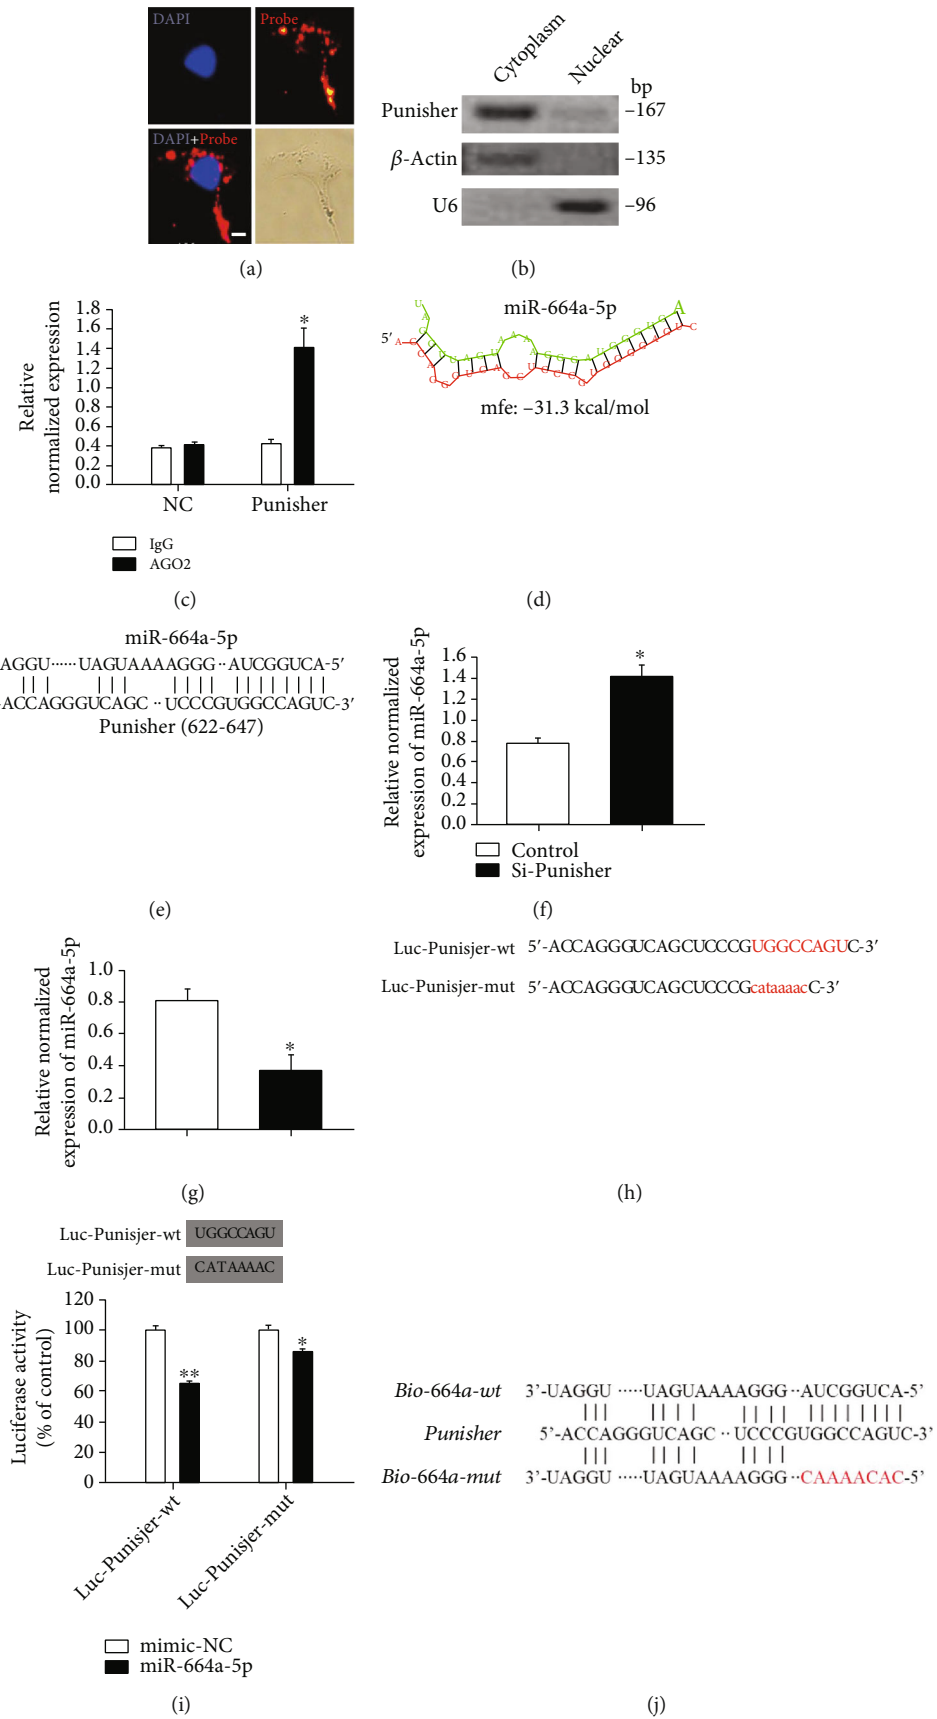 DAPI
Probe
DAPI+Probe
(a)
Cytoplasm
Nuclear
bp
Punisher
–167
β-Actin
–135
U6
–96
(b)
Relative
normalized expression
1.8
1.6
1.4
1.2
1.0
0.8
0.6
0.4
0.2
0.0
*
NC
Punisher
IgG
AGO2
(c)
miR-664a-5p
5′
mfe: –31.3 kcal/mol
(d)
miR-664a-5p
AGGU······UAGUAAAAGGG··AUCGGUCA-5′
-ACCAGGGUCAGC ··UCCCGUGGCCAGUC-3′
Punisher (622-647)
(e)
Relative normalized
expression of miR-664a-5p
1.6
1.4
1.2
1.0
0.8
0.6
0.4
0.2
0.0
*
Control
Si-Punisher
(f)
Relative normalized
expression of miR-664a-5p
1.0
0.8
0.6
0.4
0.2
0.0
*
(g)
Luc-Punisjer-wt 5′-ACCAGGGUCAGCUCCCGUGGCCAGUC-3′
Luc-Punisjer-mut 5′-ACCAGGGUCAGCUCCCGcataaaacC-3′
(h)
Luc-Punisjer-wt UGGCCAGU
Luc-Punisjer-mut CATAAAAC
Luciferase activity
(% of control)
120
100
80
60
40
20
0
**
*
Luc-Punisjer-wt
Luc-Punisjer-mut
mimic-NC
miR-664a-5p
(i)
Bio-664a-wt 3’-UAGGU ·····UAGUAAAAGGG ··AUCGGUCA-5’
Punisher 5’-ACCAGGGUCAGC ··UCCCGUGGCCAGUC-3’
Bio-664a-mut 3’-UAGGU ·····UAGUAAAAGGG ··CAAAACAC-5’
(j)